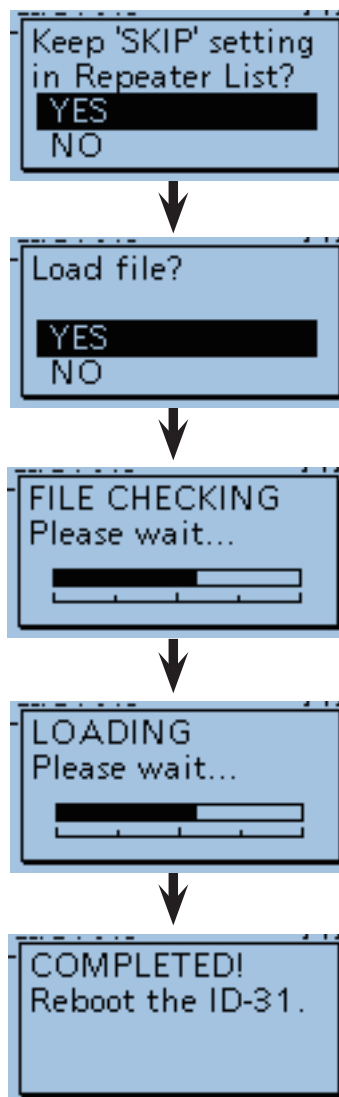 Keep 'SKIP' setting
in Repeater List?
YES
NO
Load file?
YES
NO
FILE CHECKING
Please wait...
LOADING
Please wait...
COMPLETED!
Reboot the ID-31.